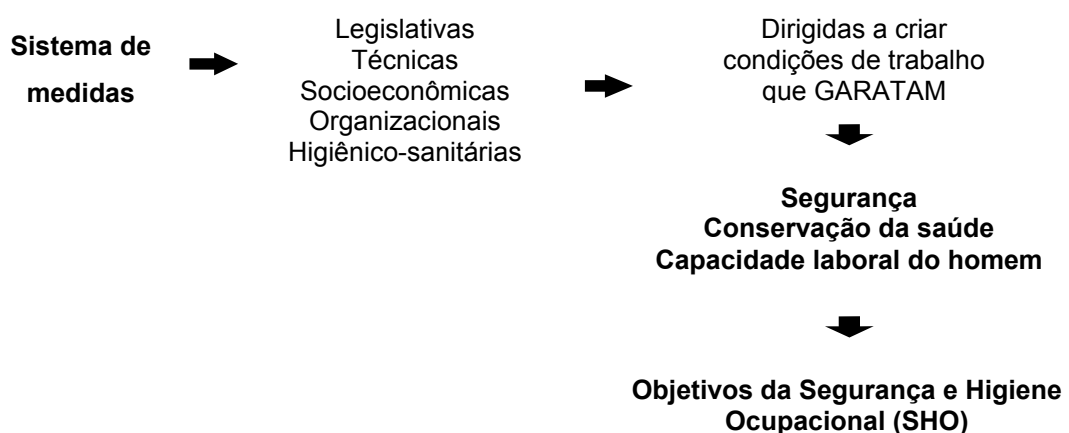 Sistema de
medidas
Legislativas
Técnicas
Socioeconômicas
Organizacionais
Higiênico-sanitárias
Dirigidas a criar
condições de trabalho
que GARATAM
Segurança
Conservação da saúde
Capacidade laboral do homem
Objetivos da Segurança e Higiene
Ocupacional (SHO)